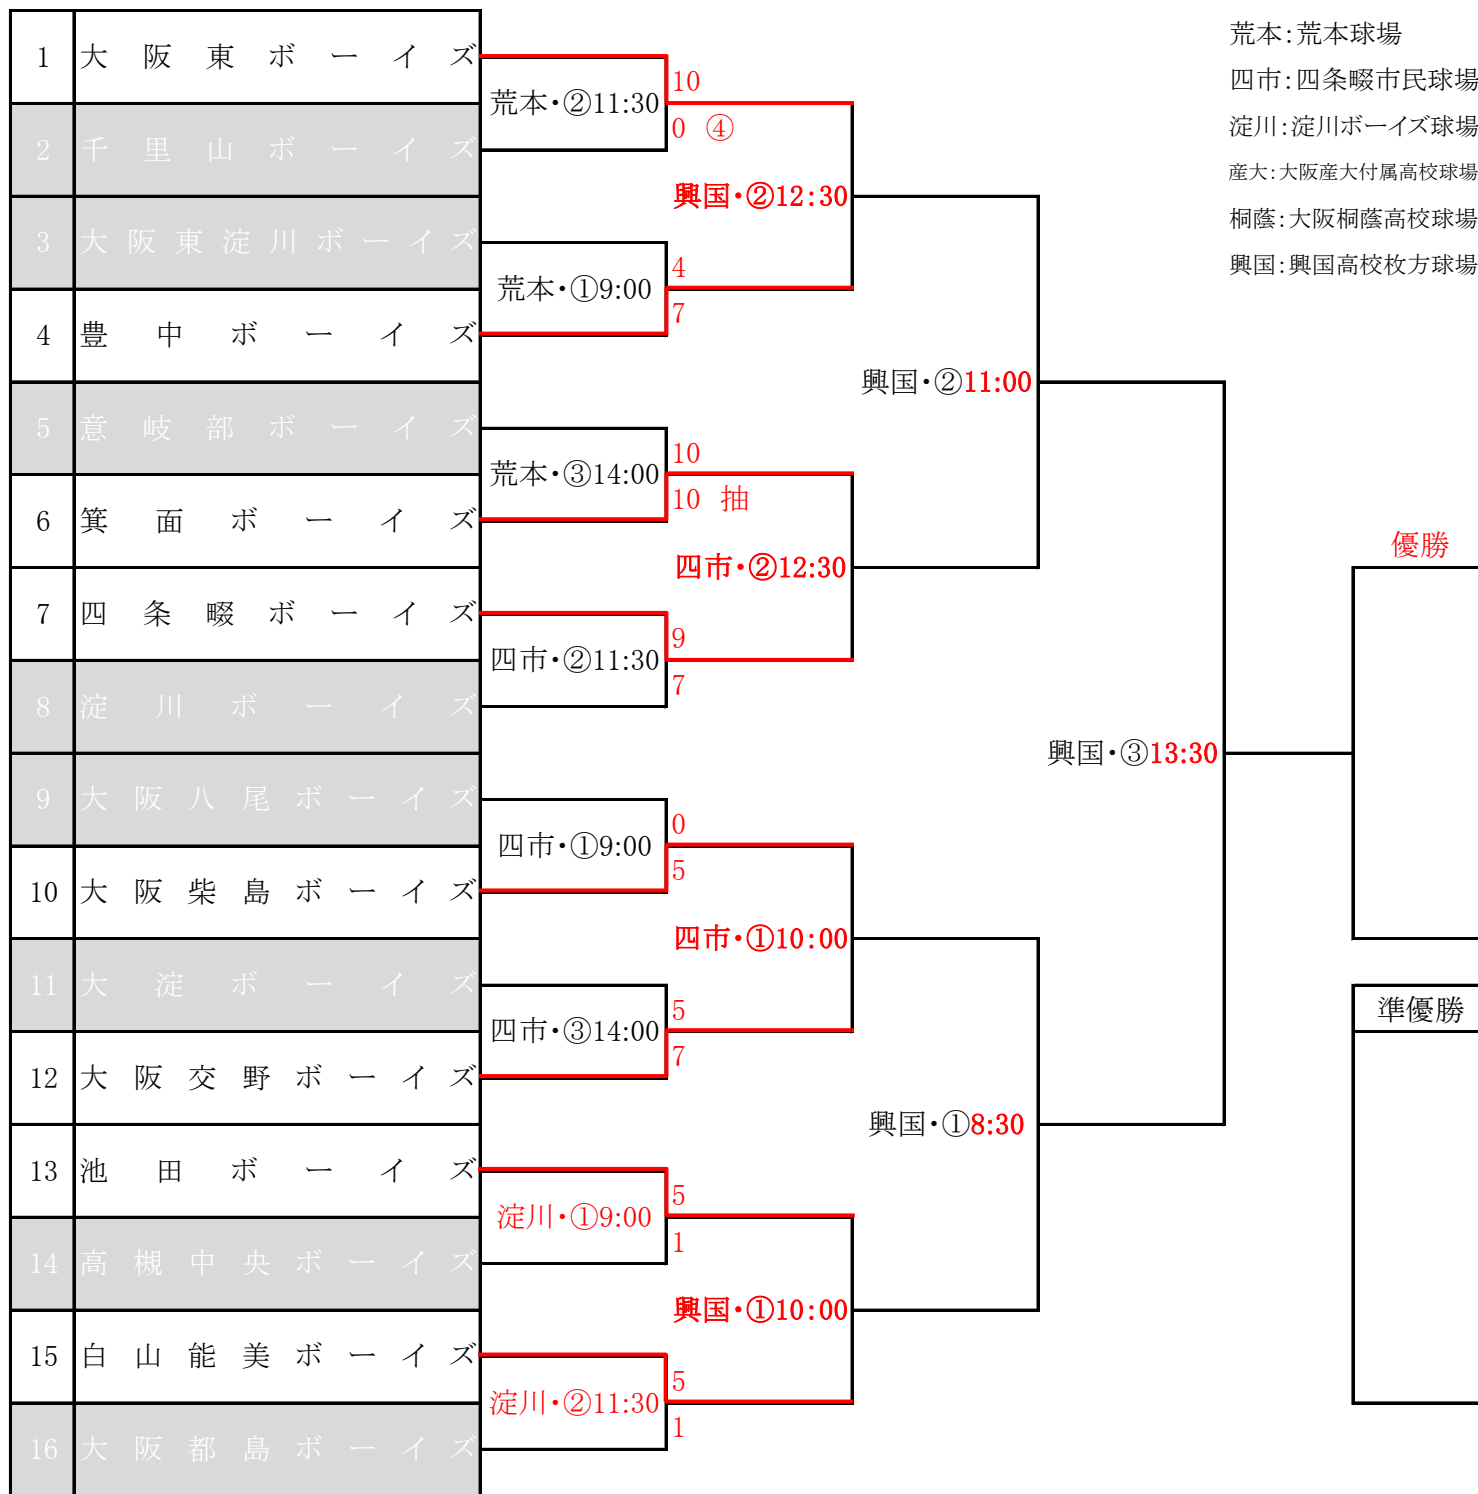 1 大阪東ボーイズ
2 千里山ボーイズ
3 大阪東淀川ボーイズ
4 豊中ボーイズ
5 意岐部ボーイズ
6 箕面ボーイズ
7 四条畷ボーイズ
8 淀川ボーイズ
9 大阪八尾ボーイズ
10 大阪柴島ボーイズ
11 大淀ボーイズ
12 大阪交野ボーイズ
13 池田ボーイズ
14 高槻中央ボーイズ
15 白山能美ボーイズ
16 大阪都島ボーイズ
荒本・②11:30
10
0 ④
荒本・①9:00
4
7
荒本・③14:00
10
10 抽
四市・②11:30
9
7
四市・①9:00
0
5
四市・③14:00
5
7
淀川・①9:00
5
1
淀川・②11:30
5
1
興国・②12:30
四市・②12:30
四市・①10:00
興国・①10:00
興国・②11:00
興国・①8:30
興国・③13:30
優勝
準優勝
荒本：荒本球場
四市：四条畷市民球場
淀川：淀川ボーイズ球場
産大：大阪産大付属高校球場
桐蔭：大阪桐蔭高校球場
興国：興国高校枚方球場